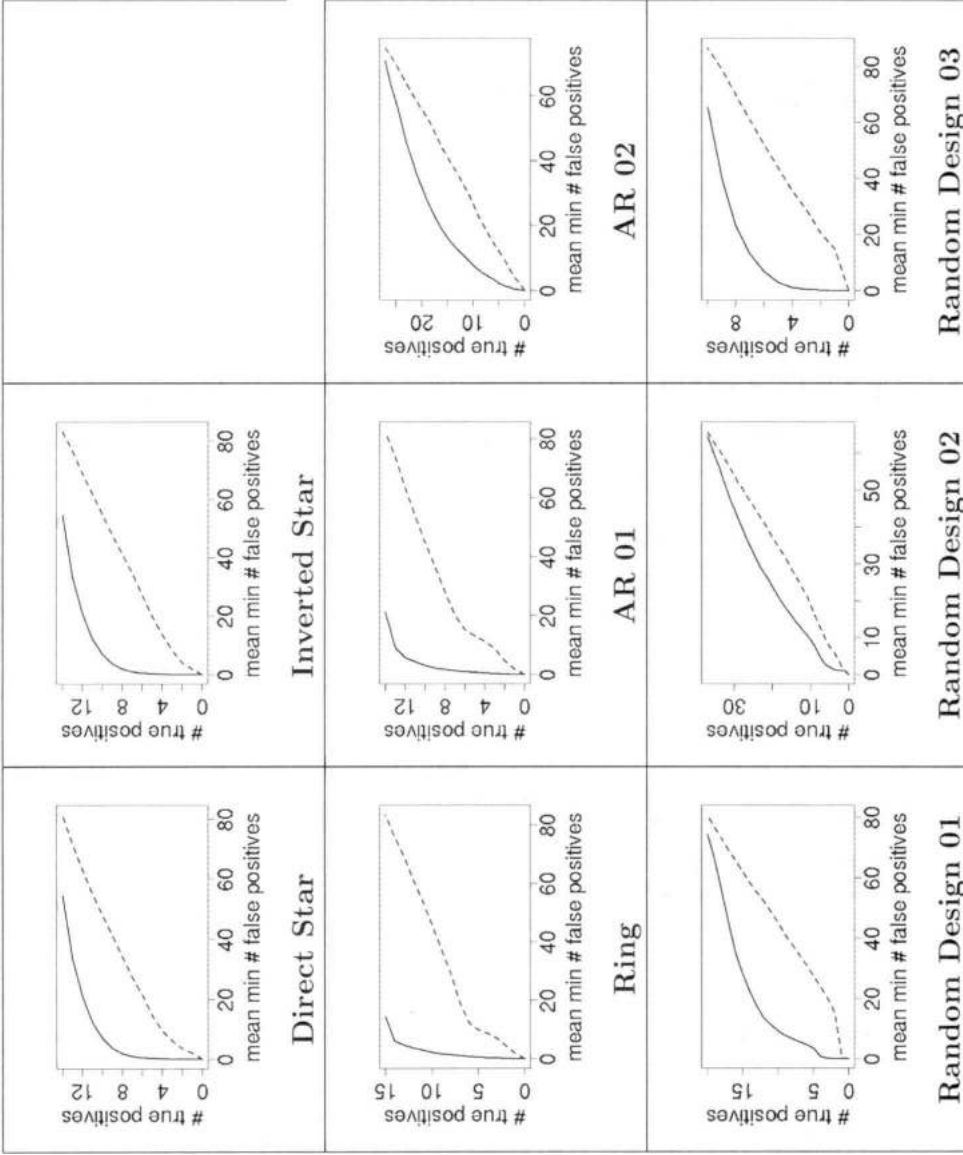 # true positives
0 4 8 12
0 20 40 60 80
mean min # false positives
Direct Star
# true positives
0 4 8 12
0 20 40 60 80
mean min # false positives
Inverted Star
# true positives
0 5 10 15
0 20 40 60 80
mean min # false positives
Ring
# true positives
0 4 8 12
0 20 40 60 80
mean min # false positives
AR 01
# true positives
0 10 20
0 20 40 60
mean min # false positives
AR 02
# true positives
0 5 15
0 20 40 60 80
mean min # false positives
Random Design 01
# true positives
0 10 30
0 10 30 50
mean min # false positives
Random Design 02
# true positives
0 4 8
0 20 40 60 80
mean min # false positives
Random Design 03